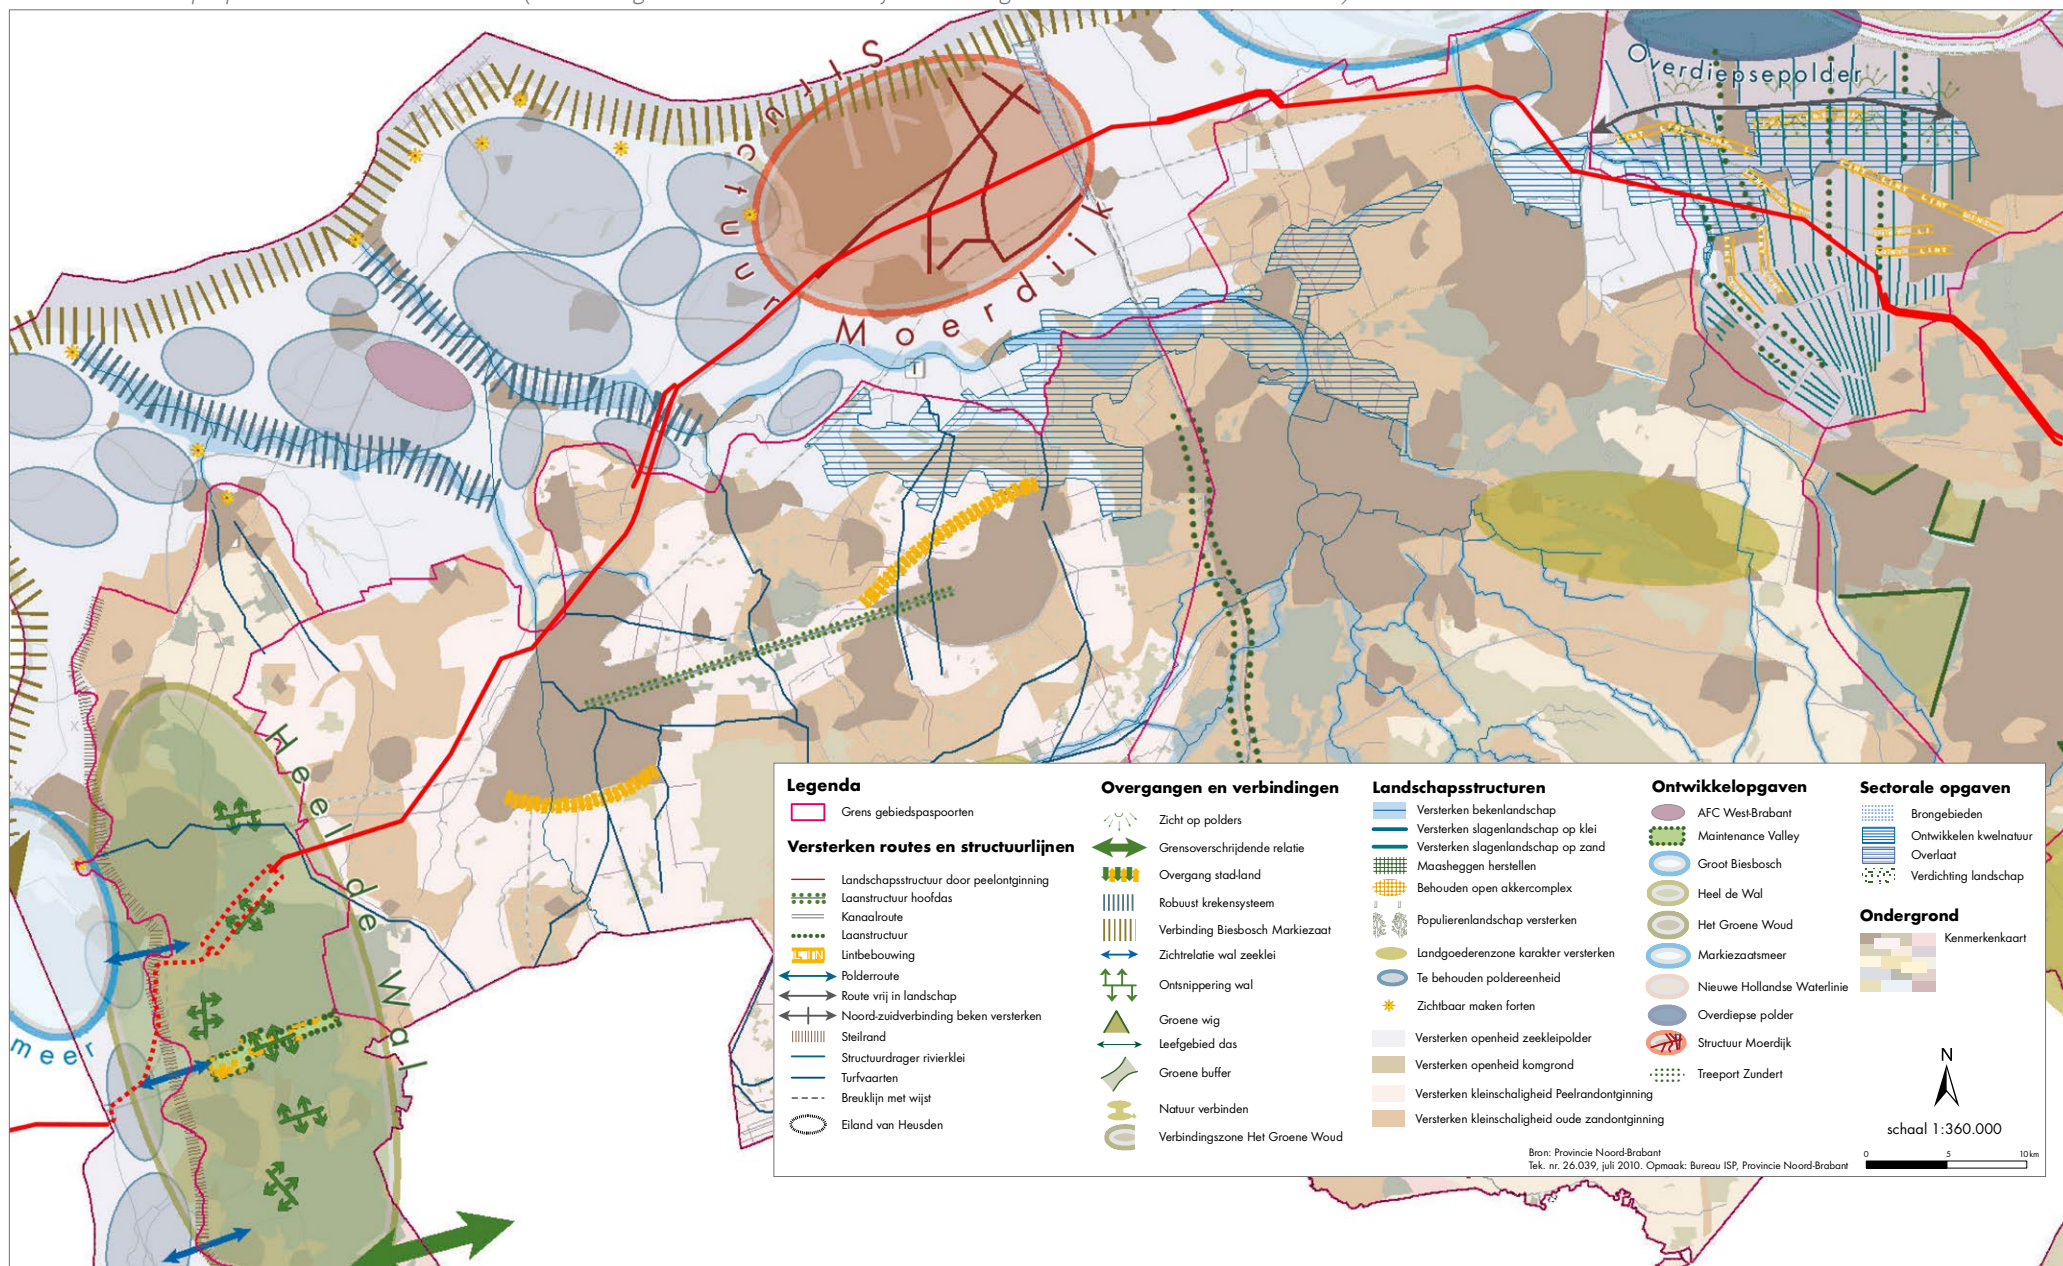 Overdiepsepolder
Structuur
Moerdijk
T
Heel de Wal
meer
Legenda
Grens gebiedspaspoorten
Versterken routes en structuurlijnen
Landschapsstructuur door peelontginning
Laanstructuur hoofdas
Kanaalroute
Laanstructuur
Lintbebouwing
Polderroute
Route vrij in landschap
Noord-zuidverbinding beken versterken
Steilrand
Structuurdrager rivierklei
Turfvaarten
Breuklijn met wijst
Eiland van Heusden
Overgangen en verbindingen
Zicht op polders
Grensoverschrijdende relatie
Overgang stad-land
Robuust krekensysteem
Verbinding Biesbosch Markiezaat
Zichtrelatie wal zeeklei
Ontsnippering wal
Groene wig
Leefgebied das
Groene buffer
Natuur verbinden
Verbindingszone Het Groene Woud
Landschapsstructuren
Versterken bekenlandschap
Versterken slagenlandschap op klei
Versterken slagenlandschap op zand
Maasheggen herstellen
Behouden open akkercomplex
Populierenlandschap versterken
Landgoederenzone karakter versterken
Te behouden poldereenheid
Zichtbaar maken forten
Versterken openheid zeekleipolder
Versterken openheid komgrond
Versterken kleinschaligheid Peelrandontginning
Versterken kleinschaligheid oude zandontginning
Ontwikkelopgaven
AFC West-Brabant
Maintenance Valley
Groot Biesbosch
Heel de Wal
Het Groene Woud
Markiezaatsmeer
Nieuwe Hollandse Waterlinie
Overdiepse polder
Structuur Moerdijk
Treeport Zundert
Sectorale opgaven
Brongebieden
Ontwikkelen kwelnatuur
Overlaat
Verdichting landschap
Ondergrond
Kenmerkenkaart
N
schaal 1:360.000
0 5 10 km
Bron: Provincie Noord-Brabant
Tek. nr. 26.039, juli 2010. Opmaak: Bureau ISP, Provincie Noord-Brabant